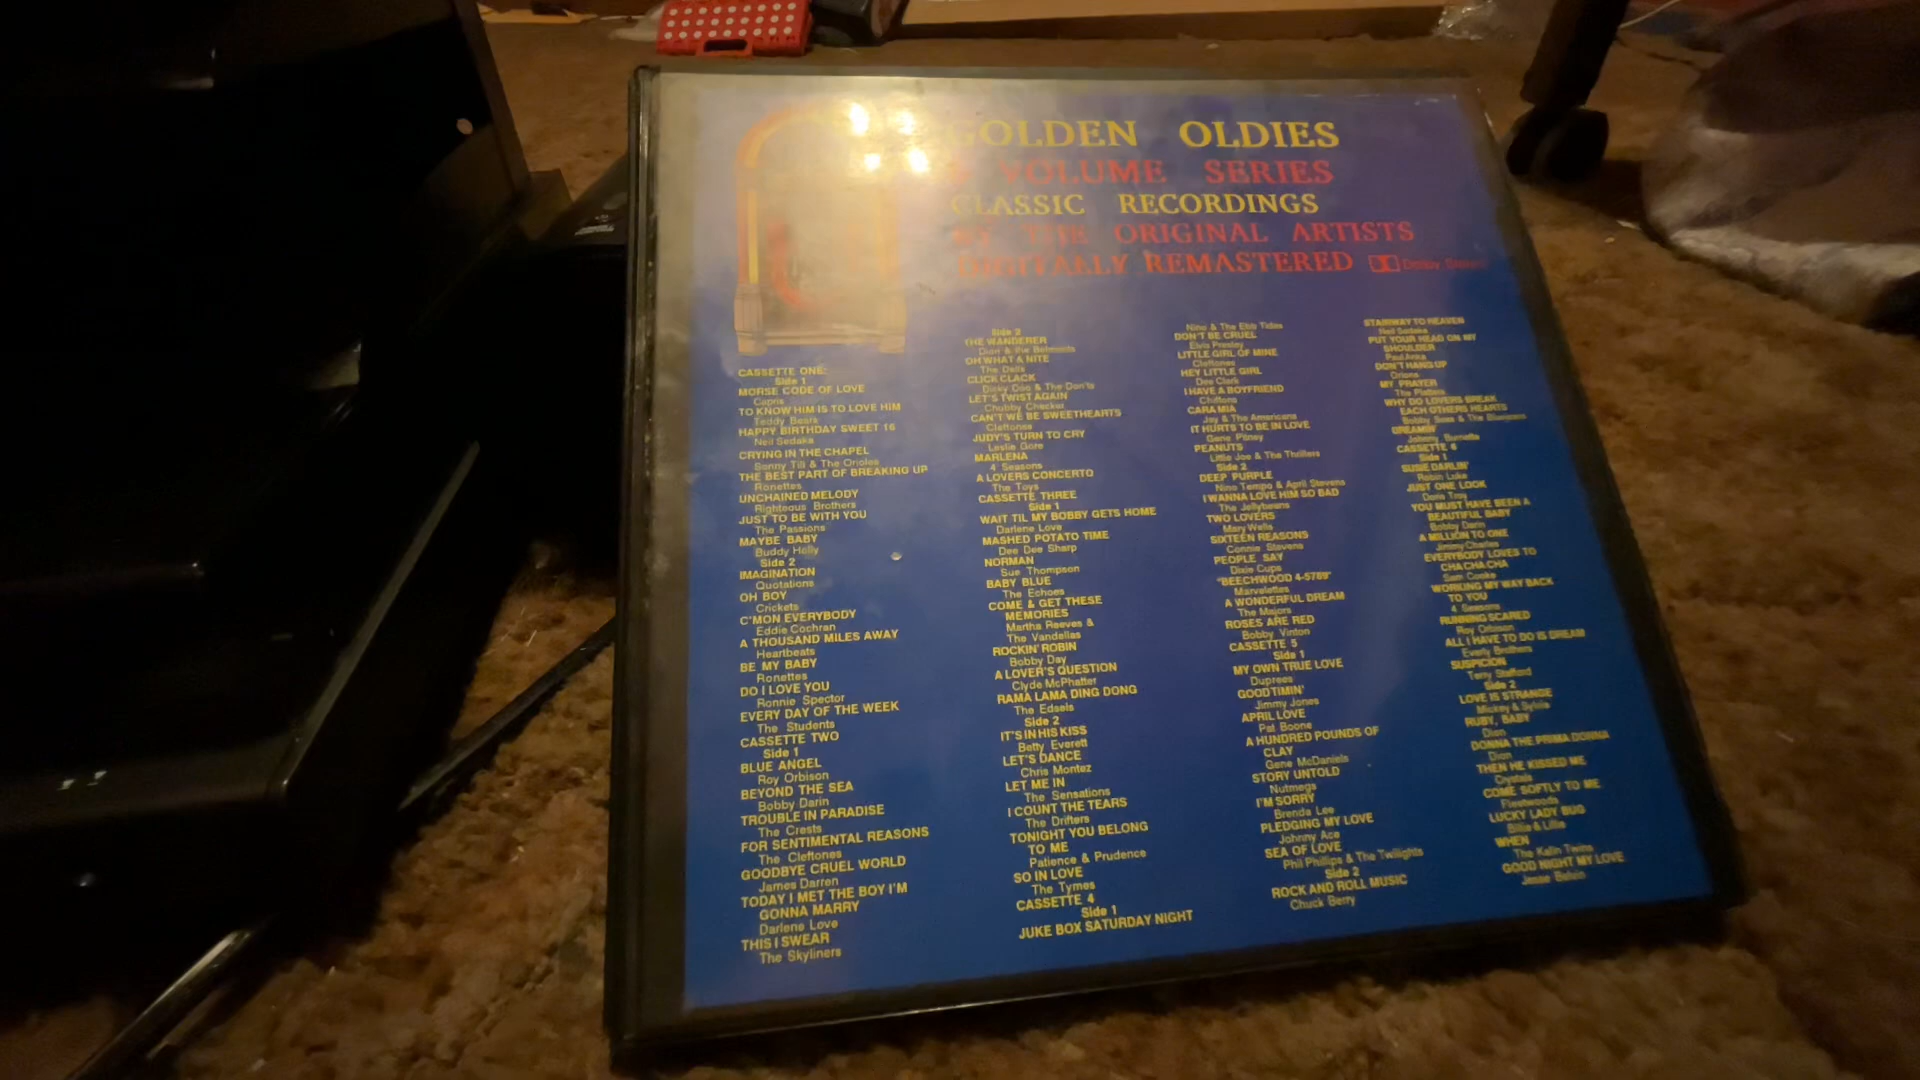 GOLDEN OLDIES
VOLUME SERIES
CLASSIC RECORDINGS
BY THE ORIGINAL ARTISTS
DIGITALLY REMASTERED
CASSETTE ONE:
Side 1
MORSE CODE OF LOVE
Capris
TO KNOW HIM IS TO LOVE HIM
Teddy Bears
HAPPY BIRTHDAY SWEET 16
Neil Sedaka
CRYING IN THE CHAPEL
Sonny Till & The Orioles
THE BEST PART OF BREAKING UP
Ronettes
UNCHAINED MELODY
Righteous Brothers
JUST TO BE WITH YOU
The Passions
MAYBE BABY
Buddy Holly
Side 2
IMAGINATION
Quotations
OH BOY
Crickets
C'MON EVERYBODY
Eddie Cochran
A THOUSAND MILES AWAY
Heartbeats
BE MY BABY
Ronettes
DO I LOVE YOU
Ronnie Spector
EVERY DAY OF THE WEEK
The Students
CASSETTE TWO
Side 1
BLUE ANGEL
Roy Orbison
BEYOND THE SEA
Bobby Darin
TROUBLE IN PARADISE
The Crests
FOR SENTIMENTAL REASONS
The Cleftones
GOODBYE CRUEL WORLD
James Darren
TODAY I MET THE BOY I'M
GONNA MARRY
Darlene Love
THIS I SWEAR
The Skyliners
Side 2
THE WANDERER
Dion & the Belmonts
OH WHAT A NITE
The Dells
CLICK CLACK
Dicky Doo & The Don'ts
LET'S TWIST AGAIN
Chubby Checker
CAN'T WE BE SWEETHEARTS
Cleftones
JUDY'S TURN TO CRY
Leslie Gore
MARLENA
4 Seasons
A LOVERS CONCERTO
The Toys
CASSETTE THREE
Side 1
WAIT TIL MY BOBBY GETS HOME
Darlene Love
MASHED POTATO TIME
Dee Dee Sharp
NORMAN
Sue Thompson
BABY BLUE
The Echoes
COME & GET THESE
MEMORIES
Martha Reeves &
The Vandellas
ROCKIN' ROBIN
Bobby Day
A LOVER'S QUESTION
Clyde McPhatter
RAMA LAMA DING DONG
The Edsels
Side 2
IT'S IN HIS KISS
Betty Everett
LET'S DANCE
Chris Montez
LET ME IN
The Sensations
I COUNT THE TEARS
The Drifters
TONIGHT YOU BELONG
TO ME
Patience & Prudence
SO IN LOVE
The Tymes
CASSETTE 4
Side 1
JUKE BOX SATURDAY NIGHT
Nino & The Ebb Tides
DON'T BE CRUEL
Elvis Presley
LITTLE GIRL OF MINE
Cleftones
HEY LITTLE GIRL
Dee Clark
I HAVE A BOYFRIEND
Chiffons
CARA MIA
Jay & The Americans
IT HURTS TO BE IN LOVE
Gene Pitney
PEANUTS
Little Joe & The Thrillers
Side 2
DEEP PURPLE
Nino Tempo & April Stevens
I WANNA LOVE HIM SO BAD
The Jellybeans
TWO LOVERS
Mary Wells
SIXTEEN REASONS
Connie Stevens
PEOPLE SAY
Dixie Cups
"BEECHWOOD 4-5789"
Marvelettes
A WONDERFUL DREAM
The Majors
ROSES ARE RED
Bobby Vinton
CASSETTE 5
Side 1
MY OWN TRUE LOVE
Duprees
GOOD TIMIN'
Jimmy Jones
APRIL LOVE
Pat Boone
A HUNDRED POUNDS OF
CLAY
Gene McDaniels
STORY UNTOLD
Nutmegs
I'M SORRY
Brenda Lee
PLEDGING MY LOVE
Johnny Ace
SEA OF LOVE
Phil Phillips & The Twilights
Side 2
ROCK AND ROLL MUSIC
Chuck Berry
STAIRWAY TO HEAVEN
Neil Sedaka
PUT YOUR HEAD ON MY
SHOULDER
Paul Anka
DON'T HANG UP
Orlons
MY PRAYER
The Platters
WHY DO LOVERS BREAK
EACH OTHERS HEARTS
Bobby Soxx & The Bluejeans
DREAMIN'
Johnny Burnette
CASSETTE 6
Side 1
SUSIE DARLIN'
Robin Luke
JUST ONE LOOK
Doris Troy
YOU MUST HAVE BEEN A
BEAUTIFUL BABY
Bobby Darin
A MILLION TO ONE
Jimmy Charles
EVERYBODY LOVES TO
CHA CHA CHA
Sam Cooke
WORKING MY WAY BACK
TO YOU
4 Seasons
RUNNING SCARED
Roy Orbison
ALL I HAVE TO DO IS DREAM
Everly Brothers
SUSPICION
Terry Stafford
Side 2
LOVE IS STRANGE
Mickey & Sylvia
RUBY, BABY
Dion
DONNA THE PRIMA DONNA
Dion
THEN HE KISSED ME
Crystals
COME SOFTLY TO ME
Fleetwoods
LUCKY LADY BUG
Billie & Lillie
WHEN
The Kalin Twins
GOOD NIGHT MY LOVE
Jesse Belvin